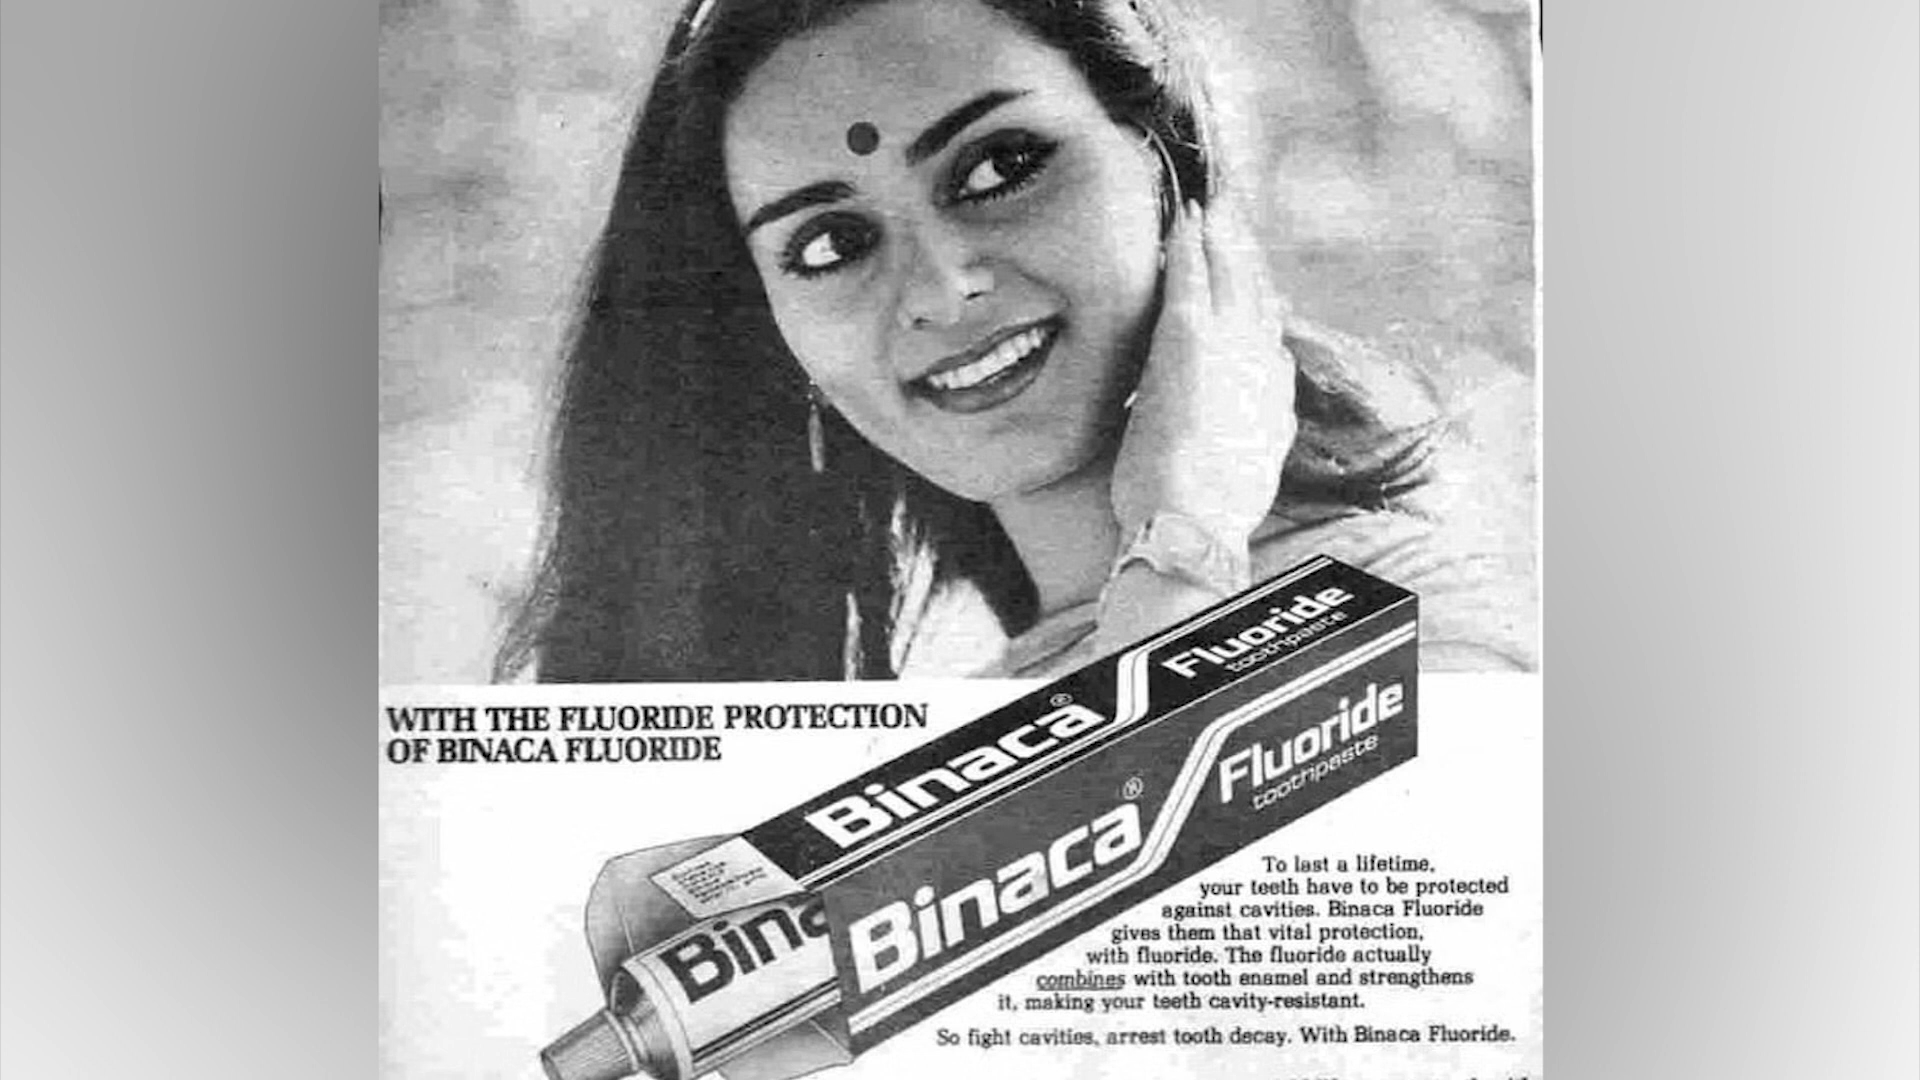 WITH THE FLUORIDE PROTECTION
OF BINACA FLUORIDE
Binaca® Fluoride
toothpaste
Binaca® Fluoride
toothpaste
Bina
To last a lifetime,
your teeth have to be protected
against cavities. Binaca Fluoride
gives them that vital protection,
with fluoride. The fluoride actually
combines with tooth enamel and strengthens
it, making your teeth cavity-resistant.
So fight cavities, arrest tooth decay. With Binaca Fluoride.